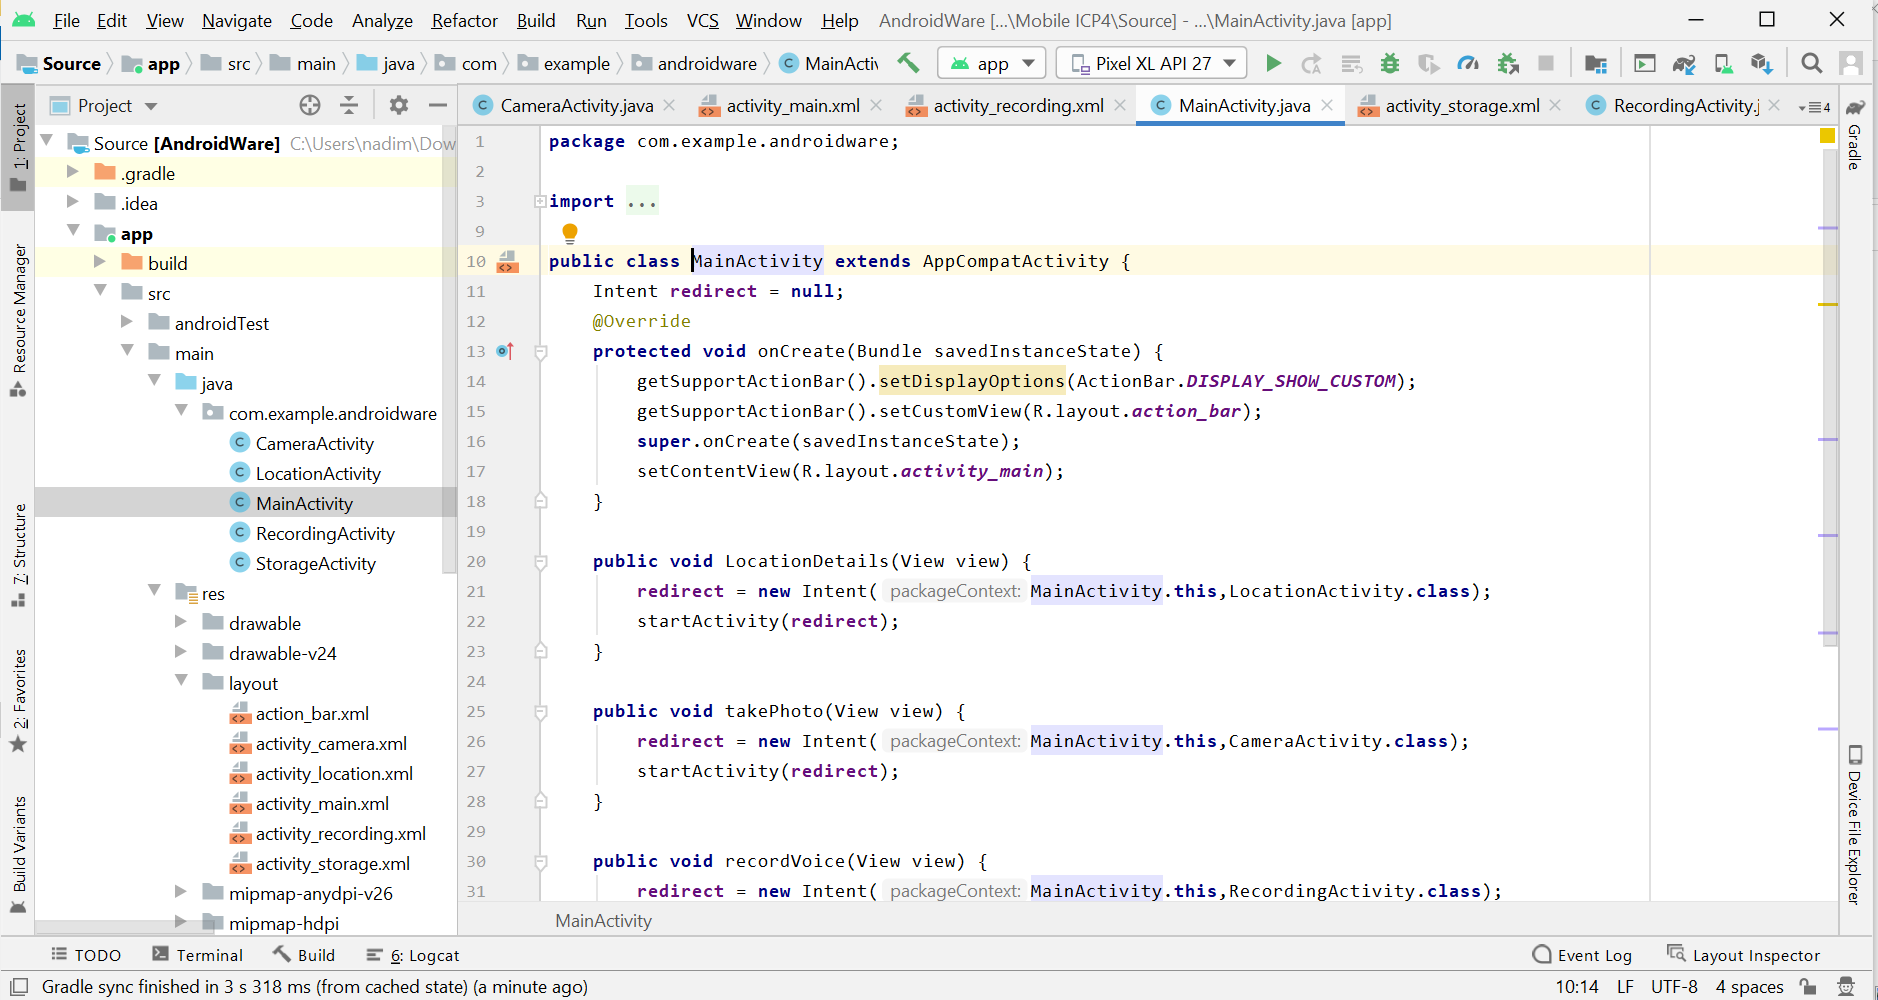 File Edit View Navigate Code Analyze Refactor Build Run Tools VCS Window Help AndroidWare [...\Mobile ICP4\Source] - ...\MainActivity.java [app]
Source app src main java com example androidware MainActiv app Pixel XL API 27
Project
CameraActivity.java activity_main.xml activity_recording.xml MainActivity.java activity_storage.xml RecordingActivity.j 4
1: Project
Resource Manager
7: Structure
2: Favorites
Build Variants
Source [AndroidWare] C:\Users\nadim\Dow
.gradle
.idea
app
build
src
androidTest
main
java
com.example.androidware
CameraActivity
LocationActivity
MainActivity
RecordingActivity
StorageActivity
res
drawable
drawable-v24
layout
action_bar.xml
activity_camera.xml
activity_location.xml
activity_main.xml
activity_recording.xml
activity_storage.xml
mipmap-anydpi-v26
mipmap-hdpi
1 package com.example.androidware;
2
3 import ...
9
10 public class MainActivity extends AppCompatActivity {
11 Intent redirect = null;
12 @Override
13 protected void onCreate(Bundle savedInstanceState) {
14 getSupportActionBar().setDisplayOptions(ActionBar.DISPLAY_SHOW_CUSTOM);
15 getSupportActionBar().setCustomView(R.layout.action_bar);
16 super.onCreate(savedInstanceState);
17 setContentView(R.layout.activity_main);
18 }
19
20 public void LocationDetails(View view) {
21 redirect = new Intent( packageContext: MainActivity.this,LocationActivity.class);
22 startActivity(redirect);
23 }
24
25 public void takePhoto(View view) {
26 redirect = new Intent( packageContext: MainActivity.this,CameraActivity.class);
27 startActivity(redirect);
28 }
29
30 public void recordVoice(View view) {
31 redirect = new Intent( packageContext: MainActivity.this,RecordingActivity.class);
MainActivity
Gradle
Device File Explorer
TODO Terminal Build 6: Logcat Event Log Layout Inspector
Gradle sync finished in 3 s 318 ms (from cached state) (a minute ago) 10:14 LF UTF-8 4 spaces